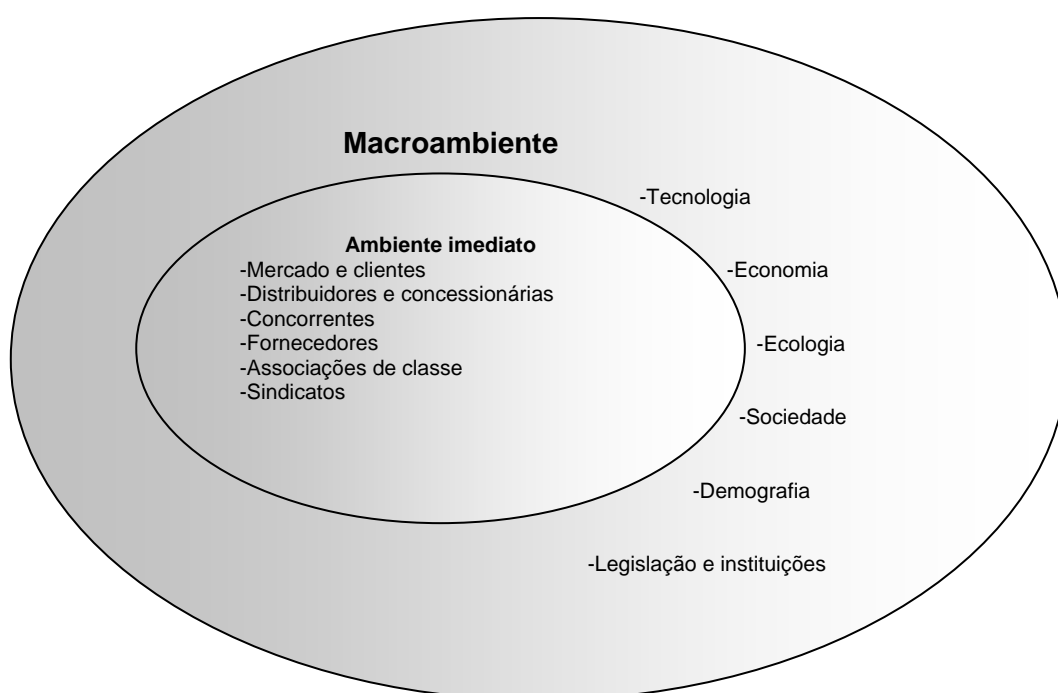 Macroambiente
-Tecnologia
Ambiente imediato
-Mercado e clientes
-Economia
-Distribuidores e concessionárias
-Concorrentes
-Fornecedores
-Ecologia
-Associações de classe
-Sindicatos
-Sociedade
-Demografia
-Legislação e instituições